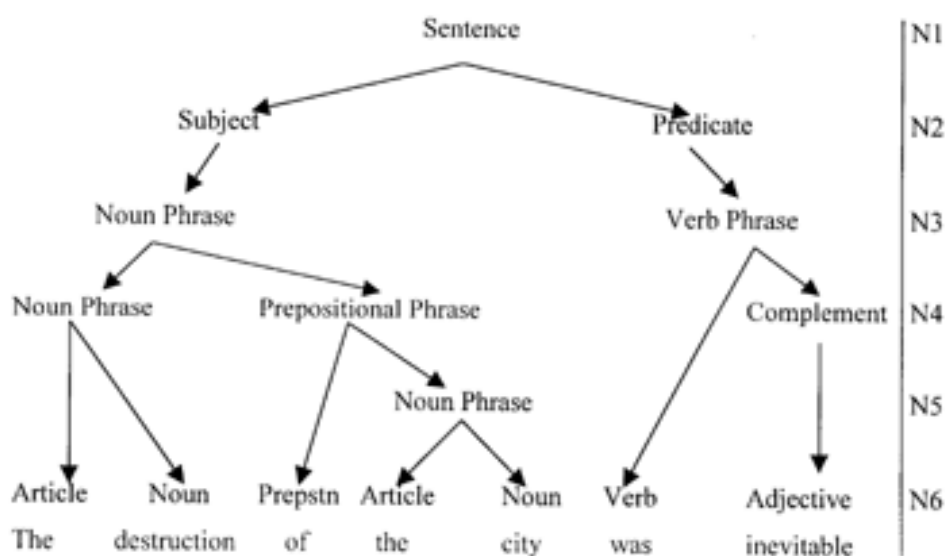 Sentence N1
Subject Predicate N2
Noun Phrase Verb Phrase N3
Noun Phrase Prepositional Phrase Complement N4
Noun Phrase N5
Article Noun Prepstn Article Noun Verb Adjective N6
The destruction of the city was inevitable